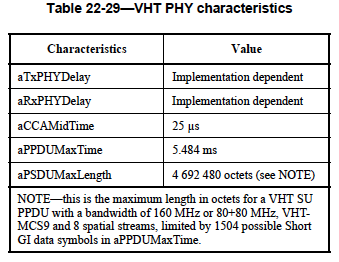 Table 22-29—VHT PHY characteristics
Characteristics Value
aTxPHYDelay Implementation dependent
aRxPHYDelay Implementation dependent
aCCAMidTime 25 µs
aPPDUMaxTime 5.484 ms
aPSDUMaxLength 4 692 480 octets (see NOTE)
NOTE—this is the maximum length in octets for a VHT SU
PPDU with a bandwidth of 160 MHz or 80+80 MHz, VHT-
MCS9 and 8 spatial streams, limited by 1504 possible Short
GI data symbols in aPPDUMaxTime.